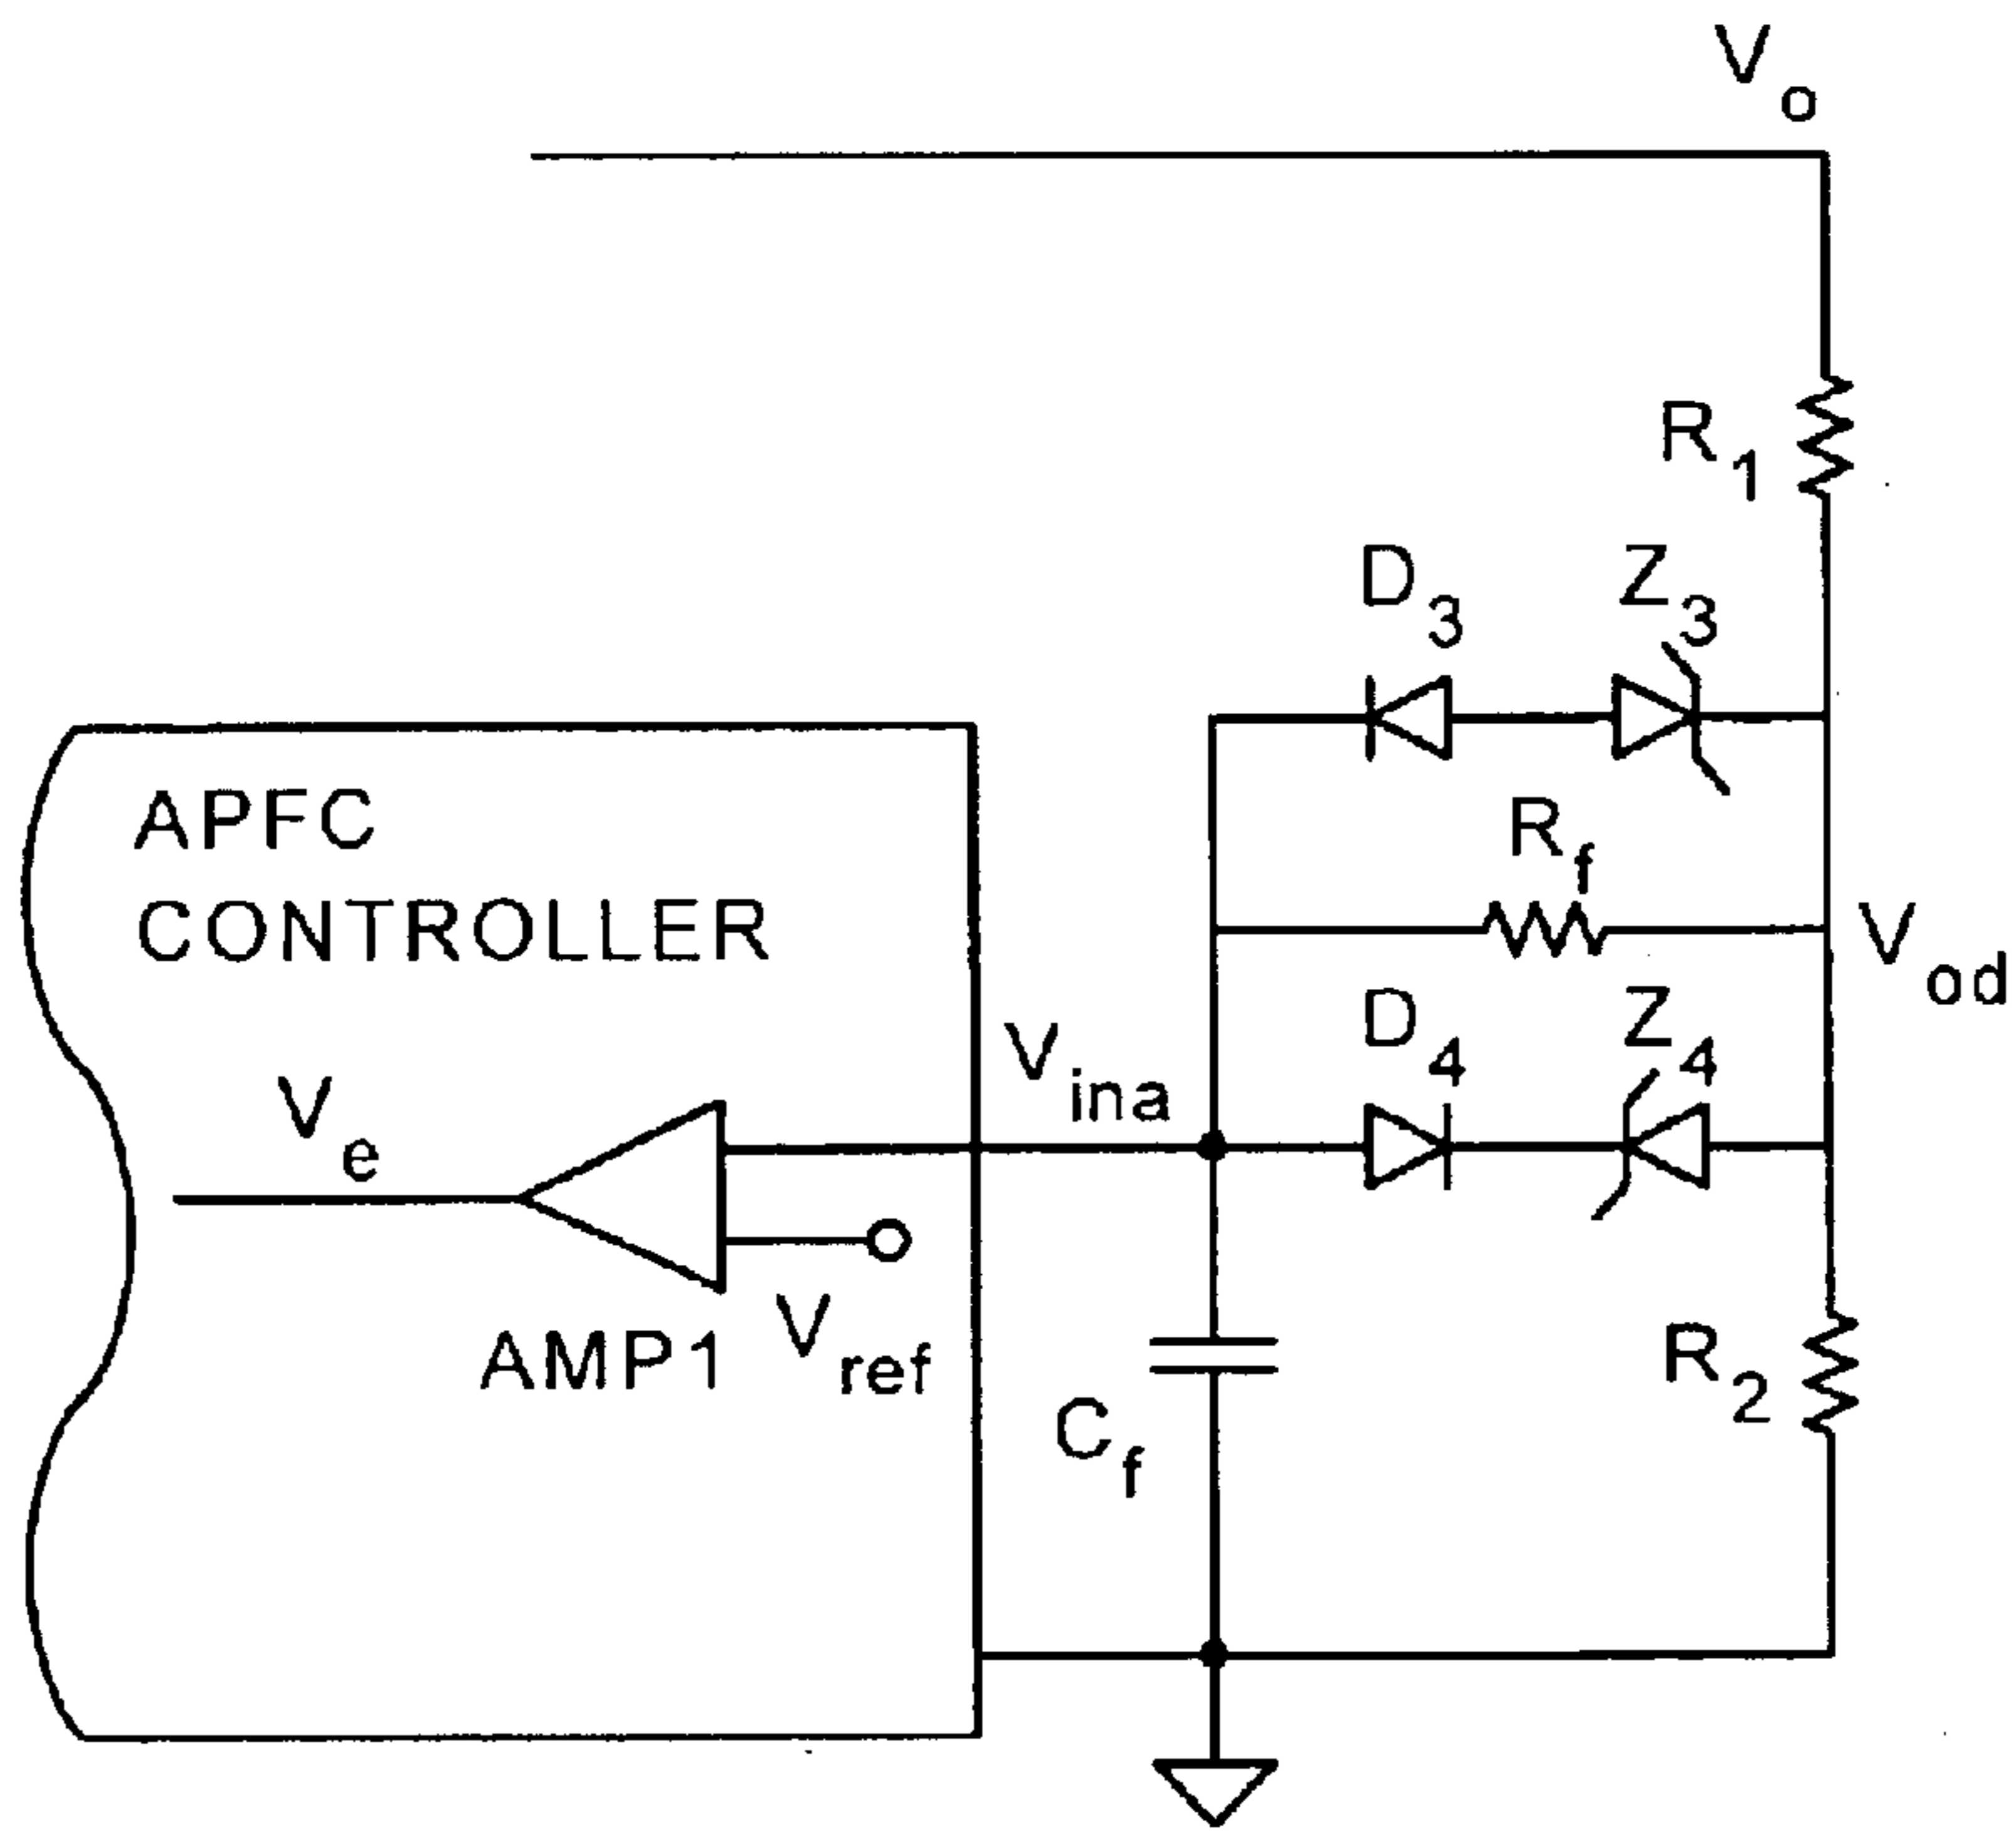 Vo
R1
D3
Z3
APFC
CONTROLLER
Rf
Vod
D4
Z4
Vina
Ve
Vref
AMP1
R2
Cf